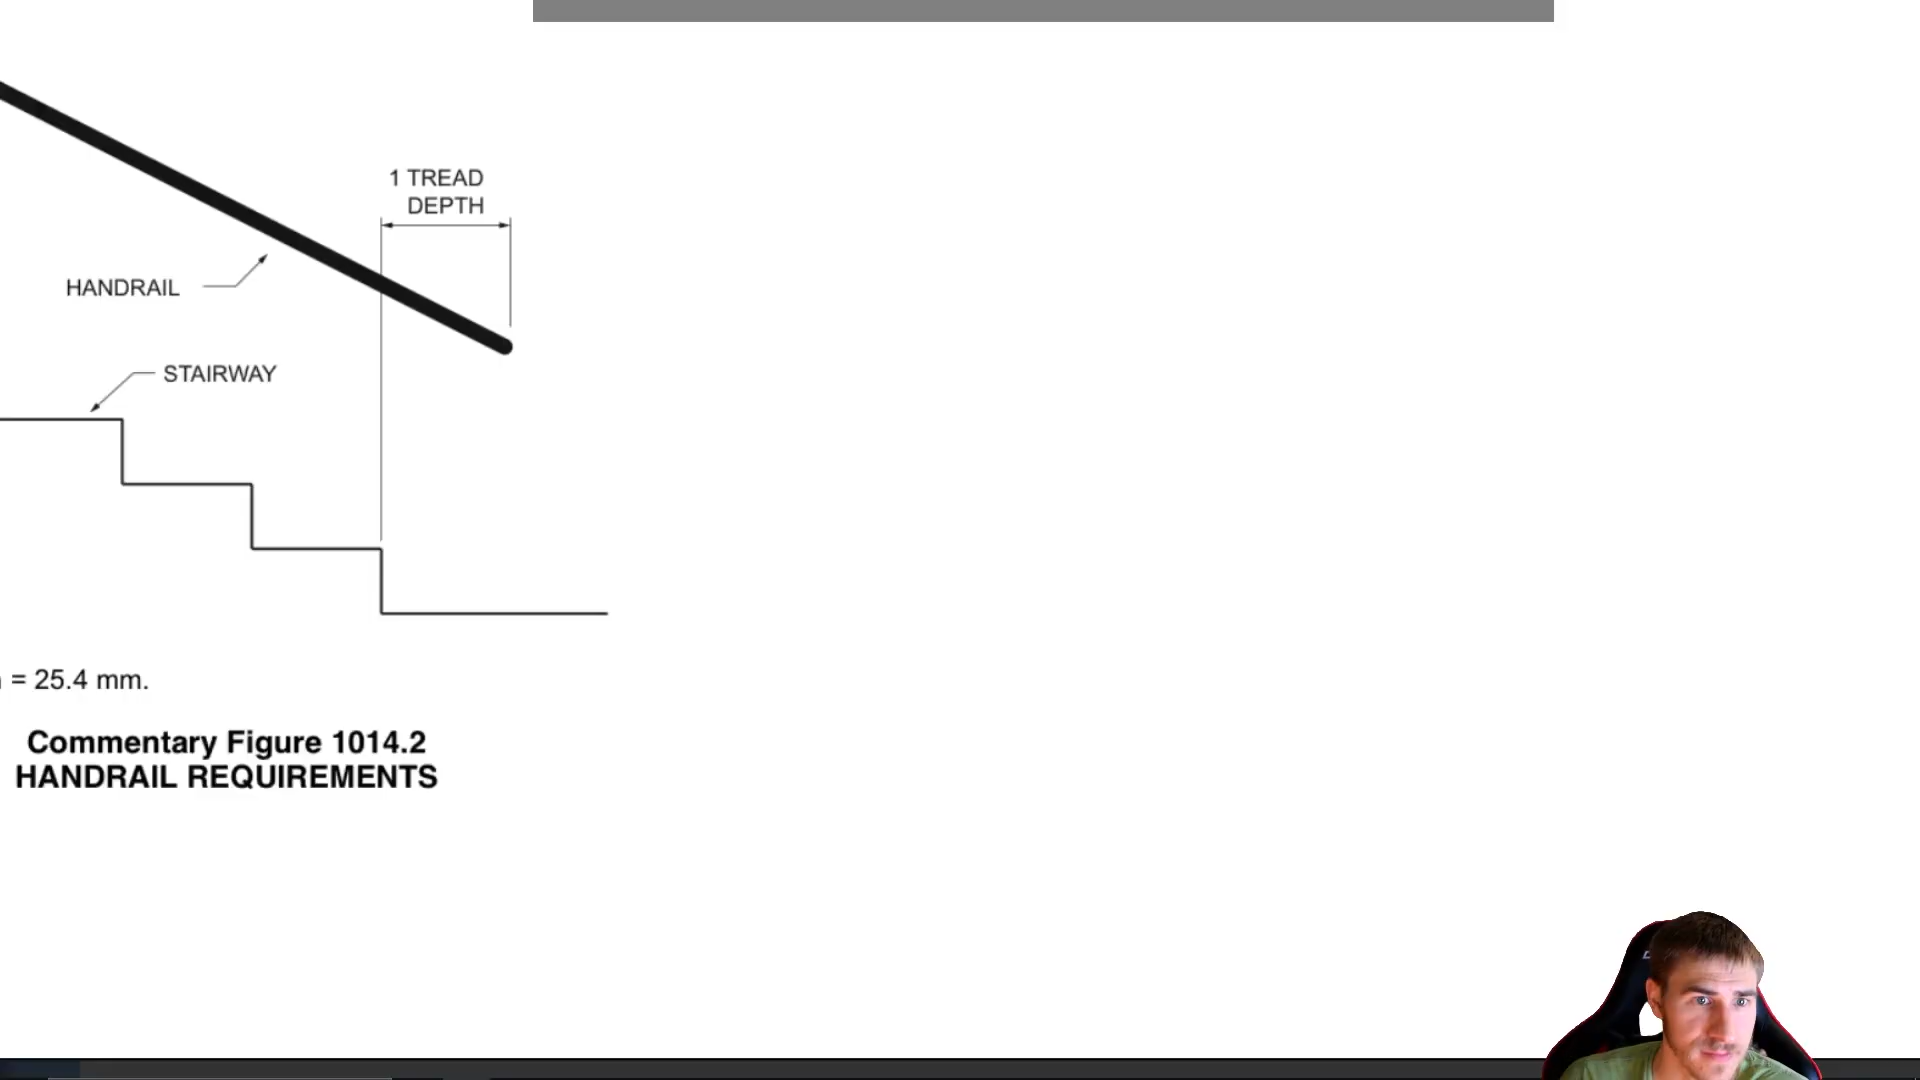 1 TREAD
DEPTH
HANDRAIL
STAIRWAY
= 25.4 mm.
Commentary Figure 1014.2
HANDRAIL REQUIREMENTS